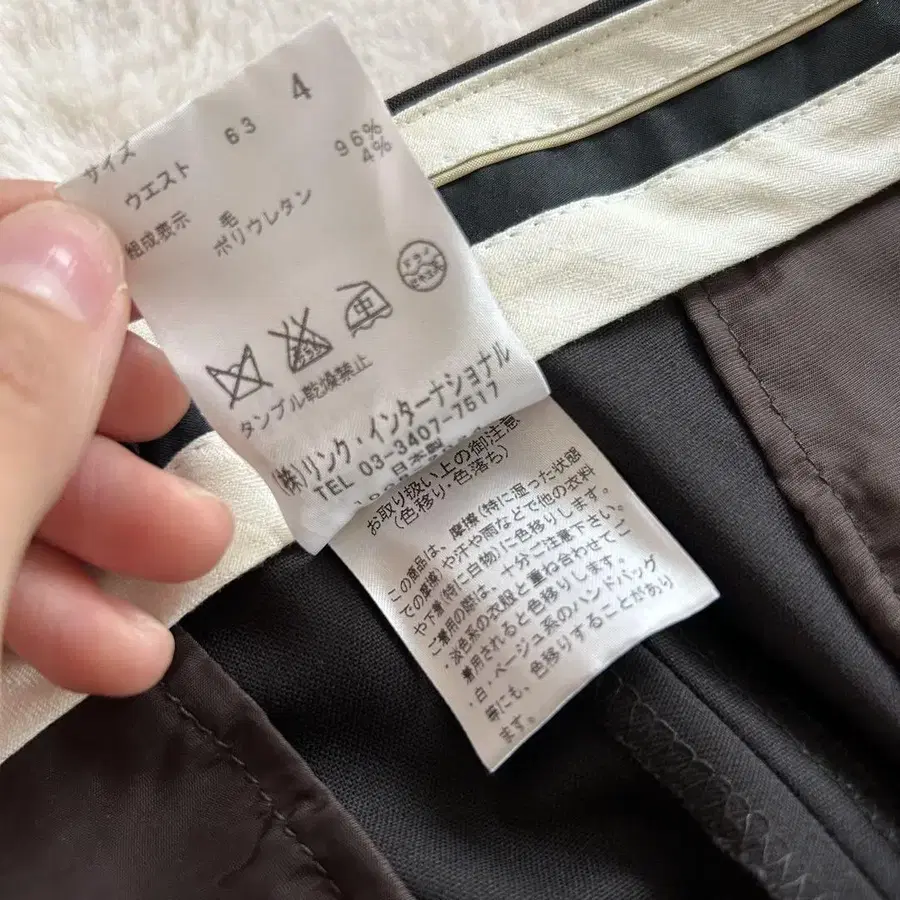 サイズ 4
ウエスト 63
組成表示 毛 96%
ポリウレタン 4%
タンブル乾燥禁止
(株)リンク・インターナショナル
TEL 03-3407-7517
日本製
お取り扱い上の御注意
(色移り・色落ち)
この商品は、摩擦(特に湿った状態
での摩擦)や汗や雨などで他の衣料
や下着(特に白物)に色移りします。
ご着用の際は、十分ご注意下さい。
・淡色系の衣服と重ね合わせてご
着用されると色移りします。
・白・ベージュ系のハンドバッグ
等にも、色移りすることがあり
ます。